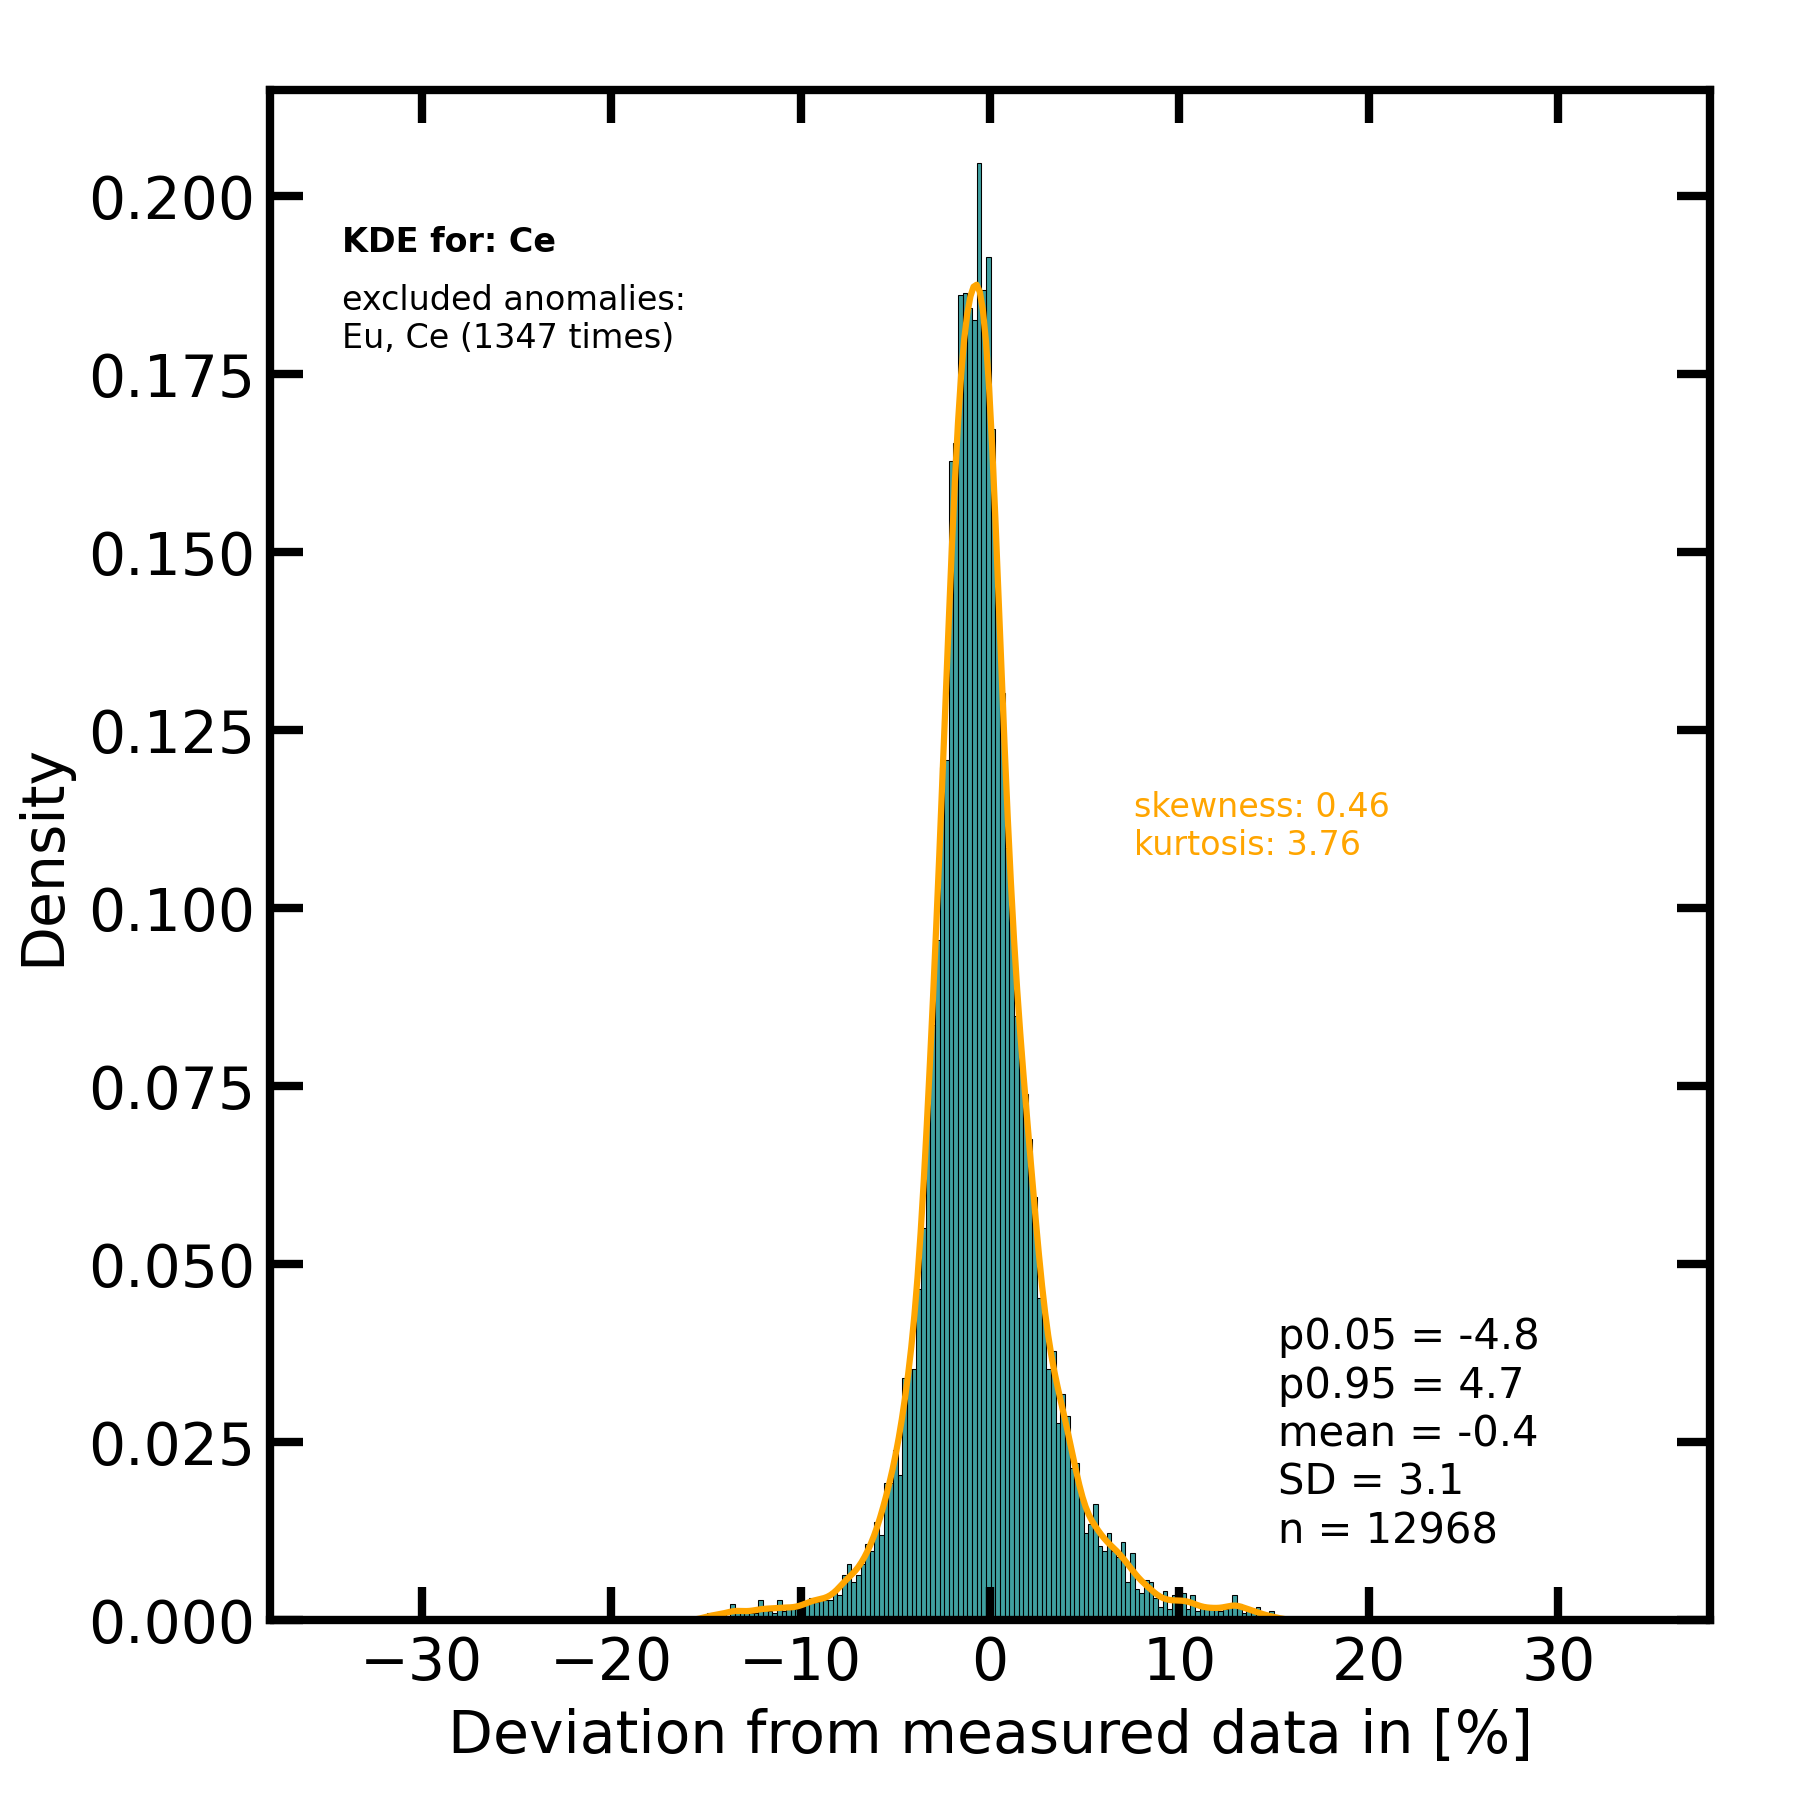 KDE for: Ce
excluded anomalies:
Eu, Ce (1347 times)
skewness: 0.46
kurtosis: 3.76
p0.05 = -4.8
p0.95 = 4.7
mean = -0.4
SD = 3.1
n = 12968
Density
0.200
0.175
0.150
0.125
0.100
0.075
0.050
0.025
0.000
−30 −20 −10 0 10 20 30
Deviation from measured data in [%]